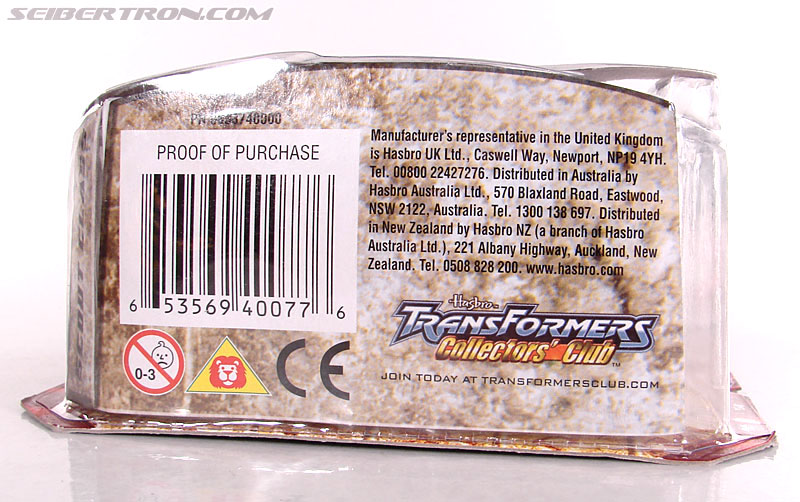 SEIBERTRON.COM
PROOF OF PURCHASE
6 53569 40077 6
0-3
CE
Manufacturer's representative in the United Kingdom
is Hasbro UK Ltd., Caswell Way, Newport, NP19 4YH.
Tel. 00800 22427276. Distributed in Australia by
Hasbro Australia Ltd., 570 Blaxland Road, Eastwood,
NSW 2122, Australia. Tel. 1300 138 697. Distributed
in New Zealand by Hasbro NZ (a branch of Hasbro
Australia Ltd.), 221 Albany Highway, Auckland, New
Zealand. Tel. 0508 828 200. www.hasbro.com.
-Hasbro-
TRANSFORMERS
Collectors' Club™
JOIN TODAY AT TRANSFORMERSCLUB.COM